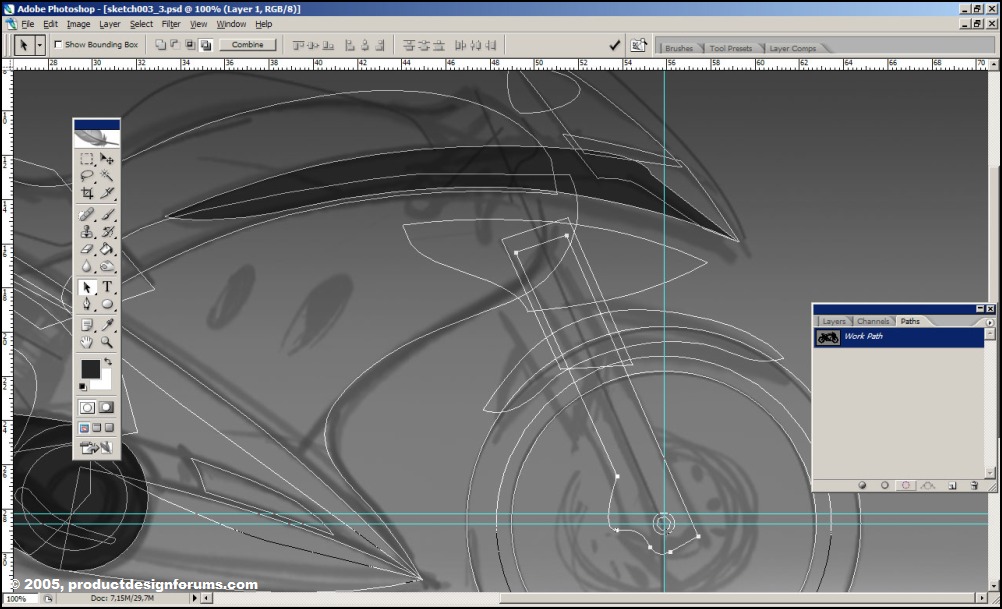 Adobe Photoshop - [sketch003_3.psd @ 100% (Layer 1, RGB/8)]
File Edit Image Layer Select Filter View Window Help
Show Bounding Box Combine Brushes Tool Presets Layer Comps
28 30 32 34 36 38 40 42 44 46 48 50 52 54 56 58 60 62 64 66 68 70
Layers Channels Paths
Work Path
© 2005, productdesignforums.com
100% Doc: 7,15M/29,7M